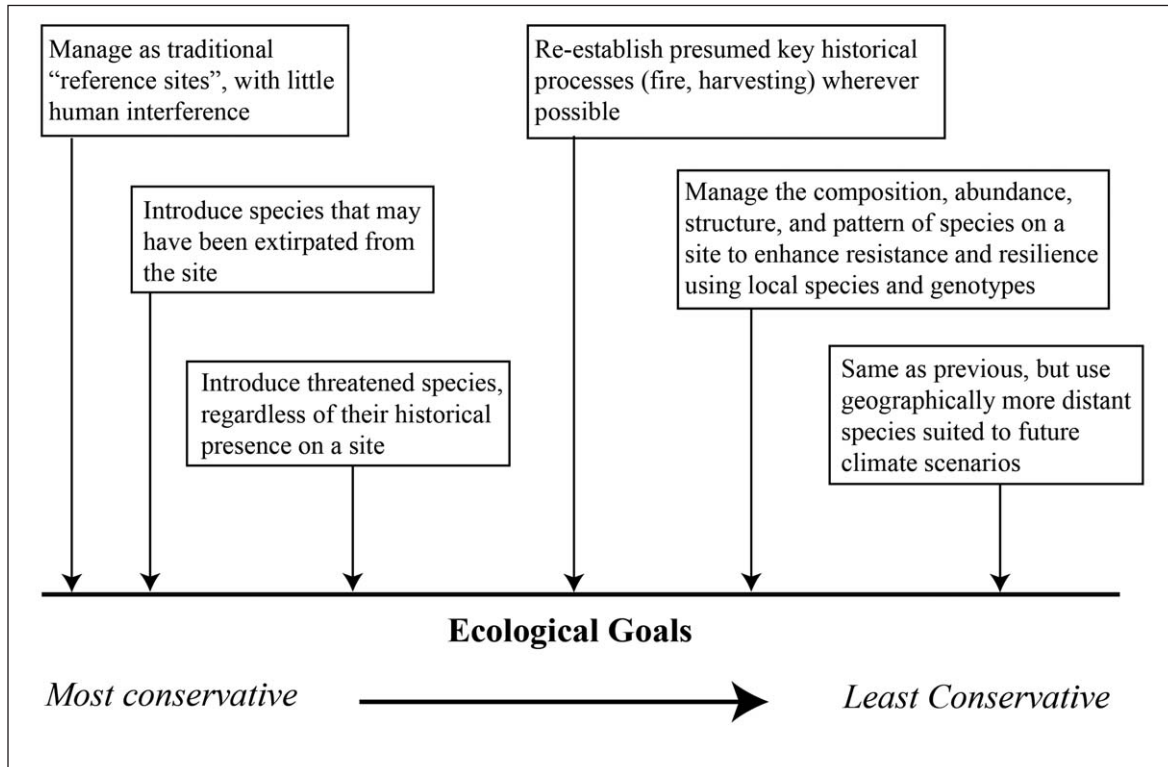 Manage as traditional
“reference sites”, with little
human interference
Re-establish presumed key historical
processes (fire, harvesting) wherever
possible
Introduce species that may
have been extirpated from
the site
Manage the composition, abundance,
structure, and pattern of species on a
site to enhance resistance and resilience
using local species and genotypes
Introduce threatened species,
regardless of their historical
presence on a site
Same as previous, but use
geographically more distant
species suited to future
climate scenarios
Ecological Goals
Most conservative
Least Conservative